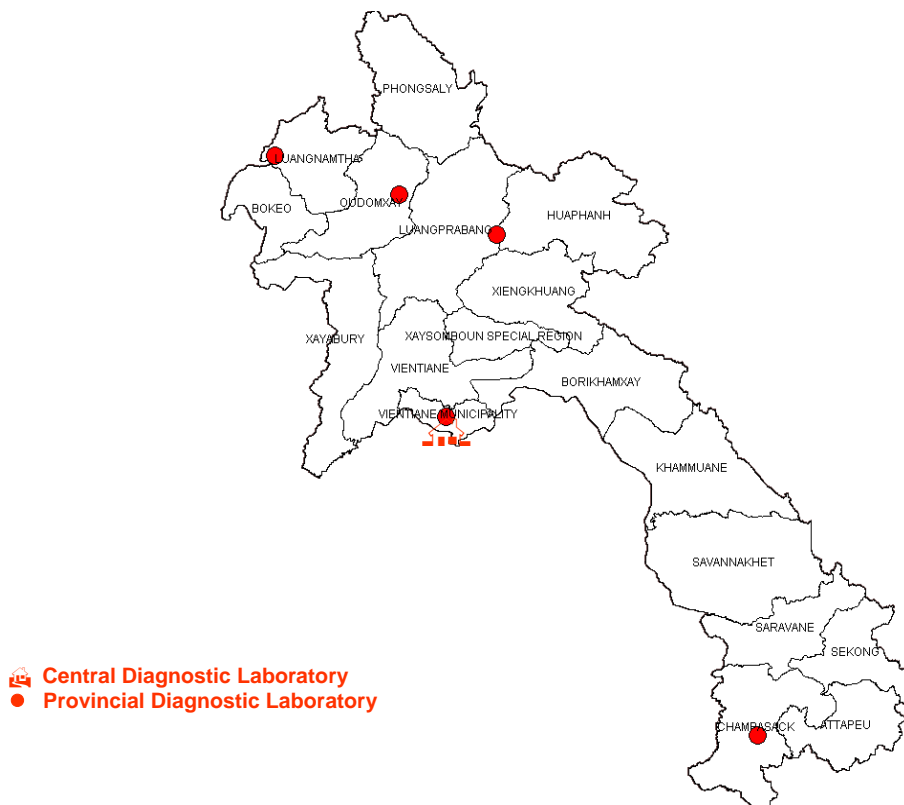 PHONGSALY
LUANGNAMTHA
OUDOMXAY
BOKEO
HUAPHANH
LUANGPRABANG
XIENGKHUANG
XAYABURY
XAYSOMBOUN SPECIAL REGION
VIENTIANE
BORIKHAMXAY
VIENTIANE MUNICIPALITY
KHAMMUANE
SAVANNAKHET
SARAVANE
SEKONG
CHAMPASACK
ATTAPEU
Central Diagnostic Laboratory
Provincial Diagnostic Laboratory